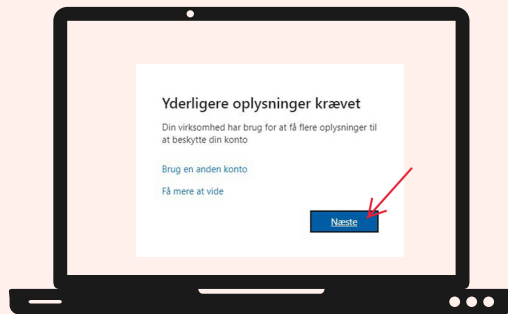 Yderligere oplysninger krævet
Din virksomhed har brug for at få flere oplysninger til
at beskytte din konto
Brug en anden konto
Få mere at vide
Næste